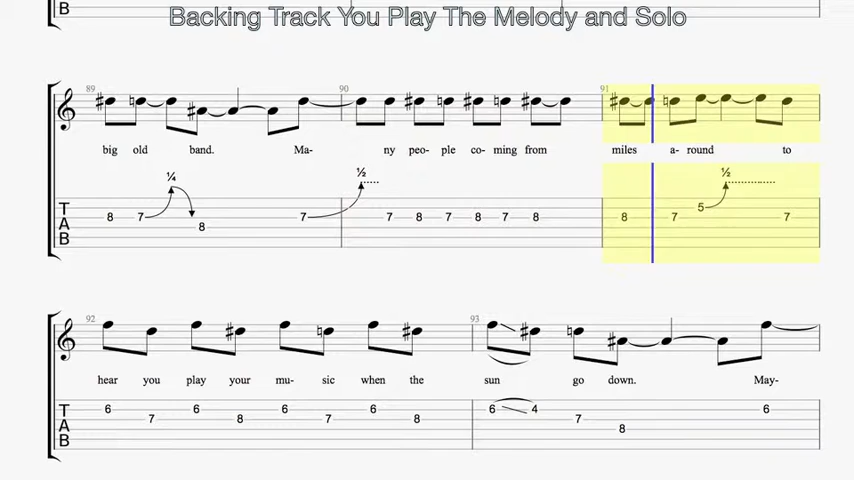 B
Backing Track You Play The Melody and Solo
89 90 91
big old band. Ma- ny peo- ple co- ming from miles a- round to
¼ ½ ½
T 5
A 8 7 7 7 8 7 8 7 8 8 7 7
B 8
92 93
hear you play your mu- sic when the sun go down. May-
T 6 6 6 6 6 4 6
A 7 8 7 8 7
B 8